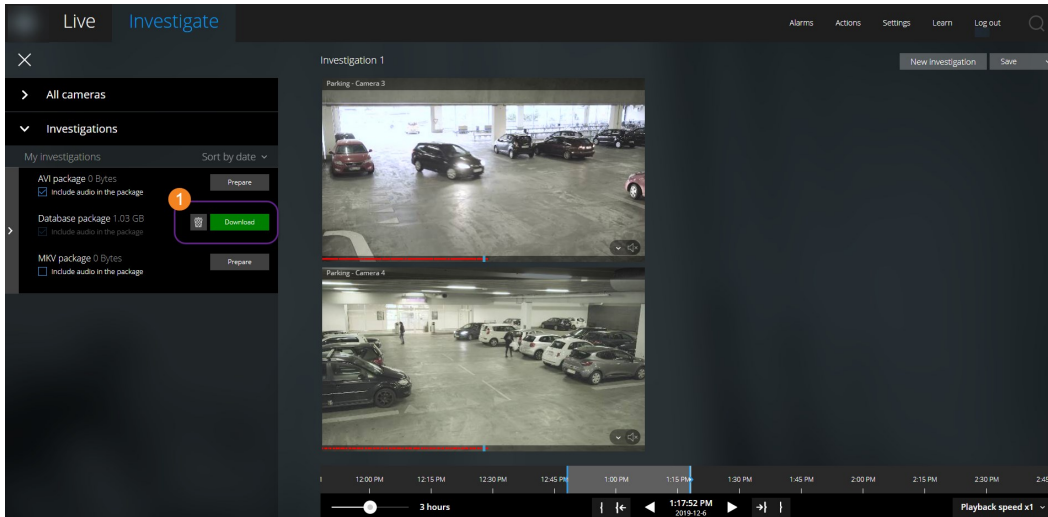 Live Investigate Alarms Actions Settings Learn Log out
Investigation 1 New investigation Save
All cameras
Investigations
My investigations Sort by date
AVI package 0 Bytes Prepare
Include audio in the package
1
Database package 1.03 GB Download
Include audio in the package
MKV package 0 Bytes Prepare
Include audio in the package
Parking - Camera 3
Parking - Camera 4
12:00 PM 12:15 PM 12:30 PM 12:45 PM 1:00 PM 1:15 PM 1:30 PM 1:45 PM 2:00 PM 2:15 PM 2:30 PM 2:45
3 hours 1:17:52 PM Playback speed x1
2019-12-6